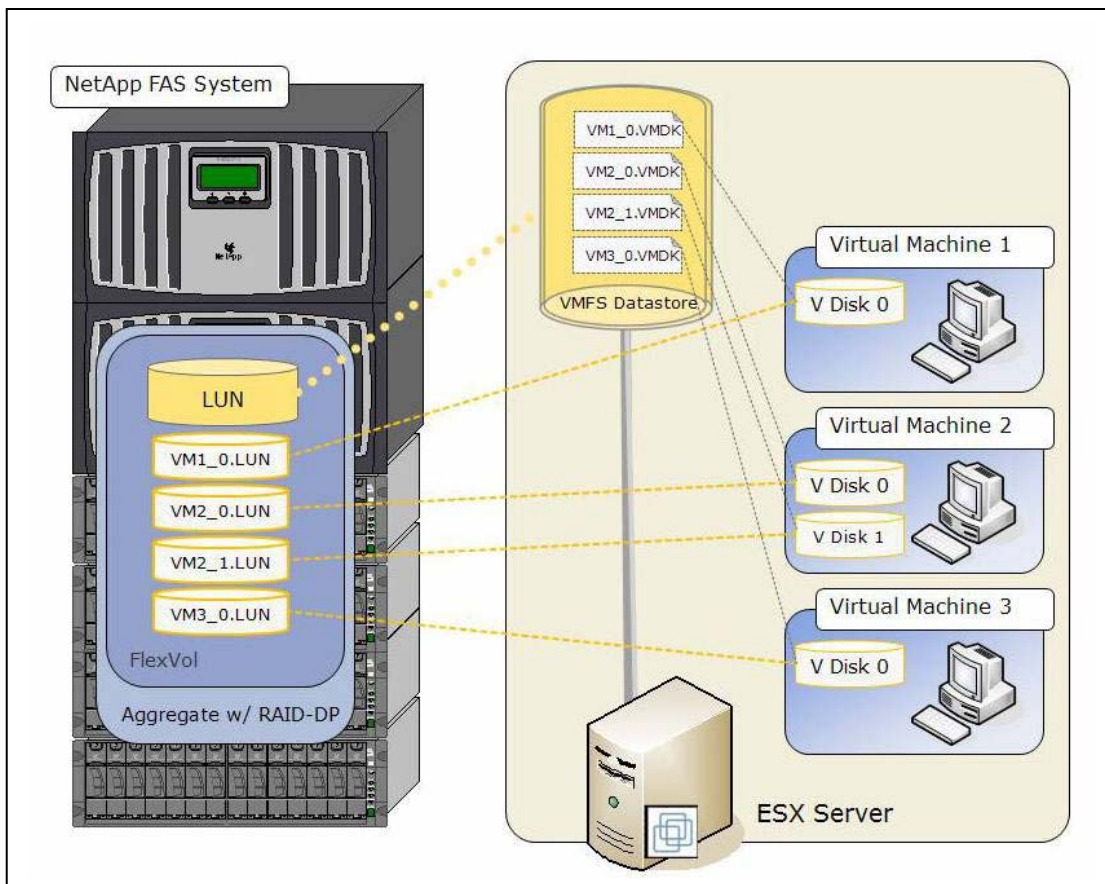 NetApp FAS System
NetApp
LUN
VM1_0.LUN
VM2_0.LUN
VM2_1.LUN
VM3_0.LUN
FlexVol
Aggregate w/ RAID-DP
VM1_0.VMDK
VM2_0.VMDK
VM2_1.VMDK
VM3_0.VMDK
VMFS Datastore
Virtual Machine 1
V Disk 0
Virtual Machine 2
V Disk 0
V Disk 1
Virtual Machine 3
V Disk 0
ESX Server